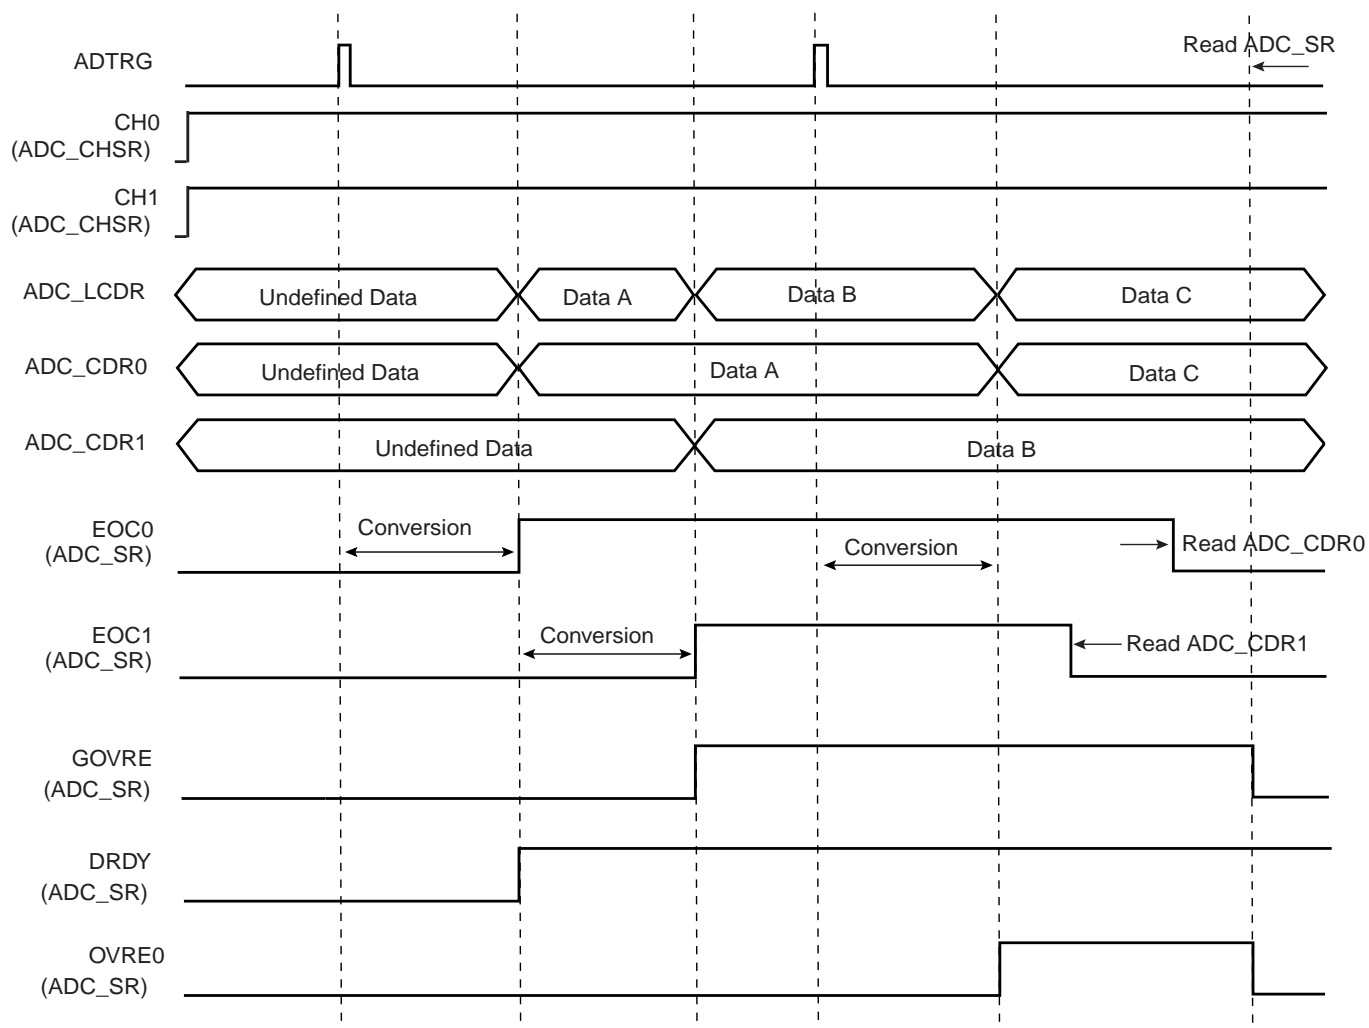 ADTRG
Read ADC_SR
CH0
(ADC_CHSR)
CH1
(ADC_CHSR)
ADC_LCDR
Undefined Data
Data A
Data B
Data C
ADC_CDR0
Undefined Data
Data A
Data C
ADC_CDR1
Undefined Data
Data B
EOC0
(ADC_SR)
Conversion
Conversion
Read ADC_CDR0
EOC1
(ADC_SR)
Conversion
Read ADC_CDR1
GOVRE
(ADC_SR)
DRDY
(ADC_SR)
OVRE0
(ADC_SR)